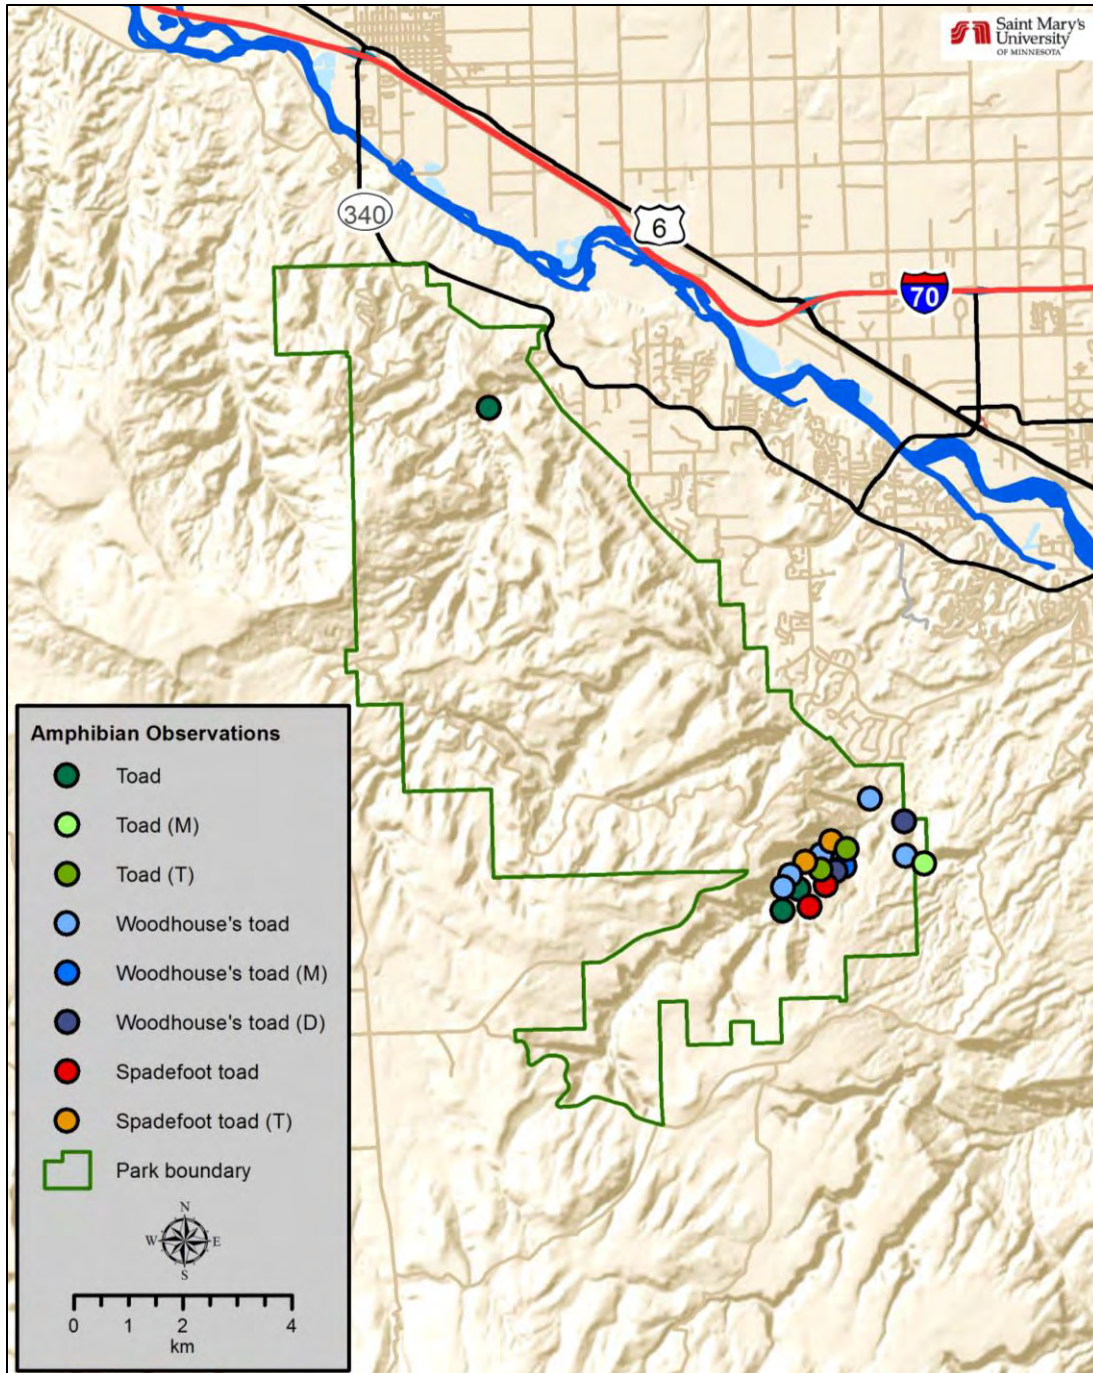 Saint Mary's
University
OF MINNESOTA
340
6
70
Amphibian Observations
Toad
Toad (M)
Toad (T)
Woodhouse's toad
Woodhouse's toad (M)
Woodhouse's toad (D)
Spadefoot toad
Spadefoot toad (T)
Park boundary
N
W E
S
0 1 2 4
km